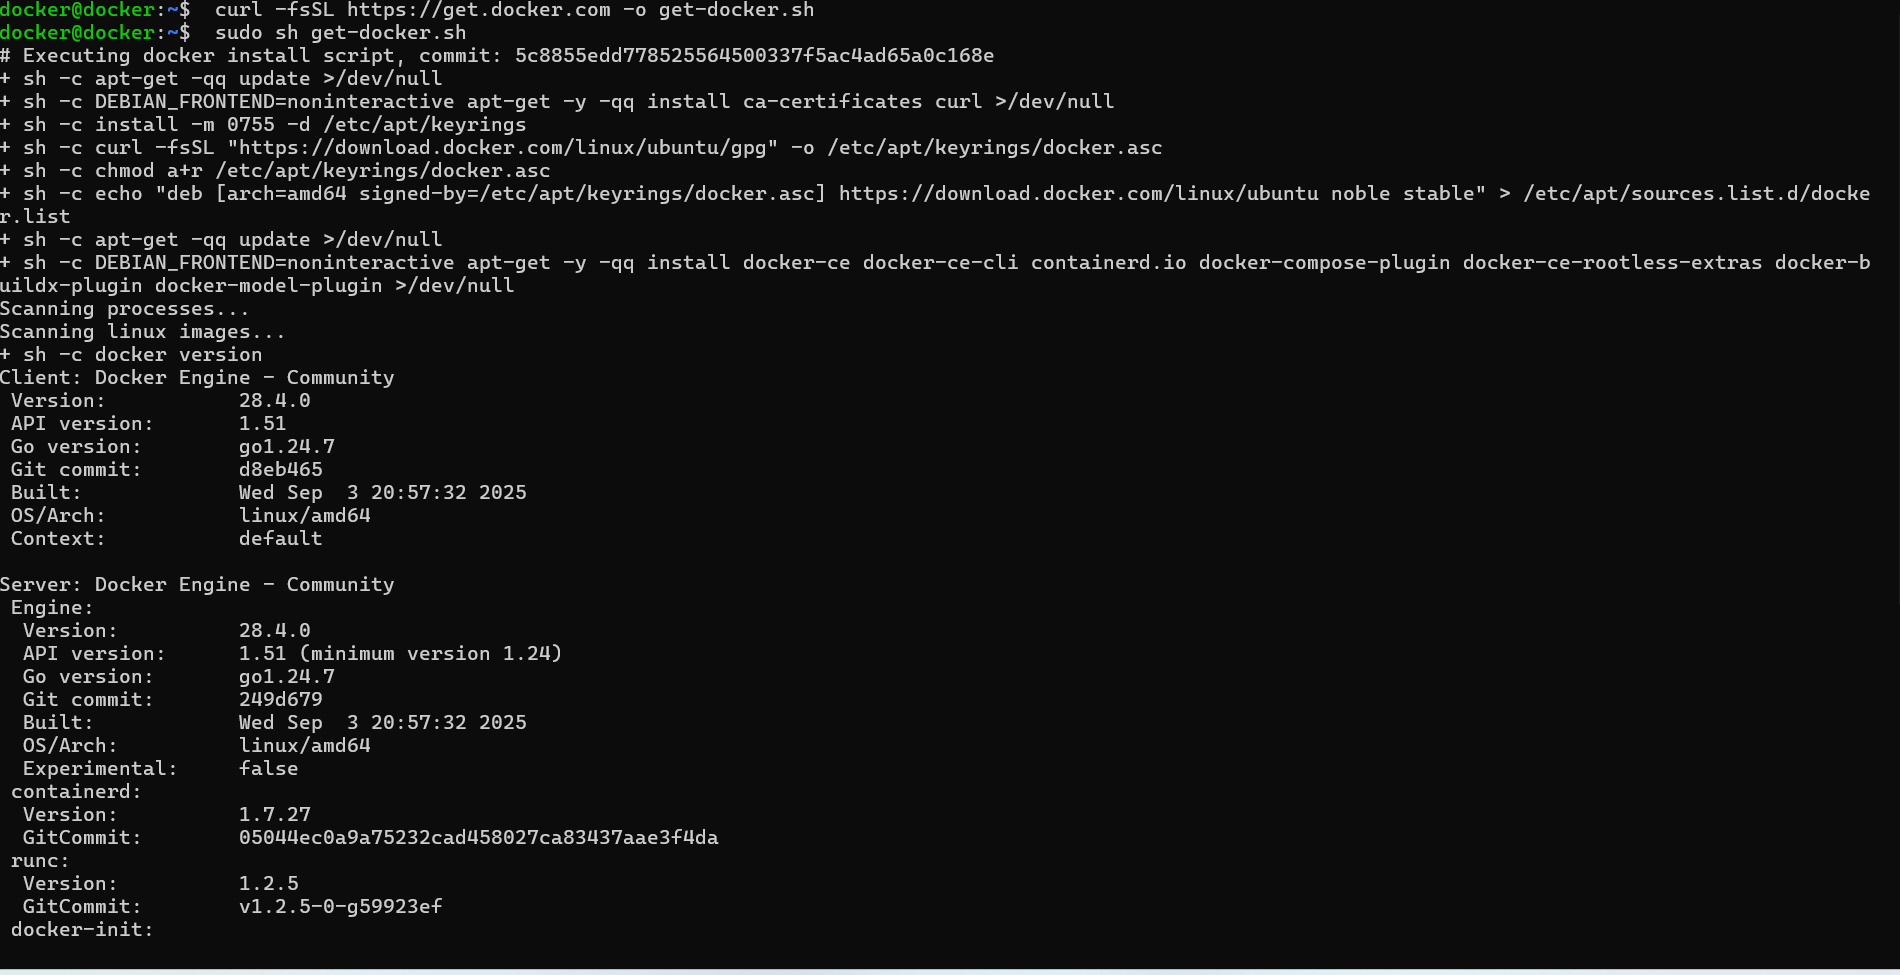 docker@docker:~$  curl -fsSL https://get.docker.com -o get-docker.sh
docker@docker:~$  sudo sh get-docker.sh
# Executing docker install script, commit: 5c8855edd778525564500337f5ac4ad65a0c168e
+ sh -c apt-get -qq update >/dev/null
+ sh -c DEBIAN_FRONTEND=noninteractive apt-get -y -qq install ca-certificates curl >/dev/null
+ sh -c install -m 0755 -d /etc/apt/keyrings
+ sh -c curl -fsSL "https://download.docker.com/linux/ubuntu/gpg" -o /etc/apt/keyrings/docker.asc
+ sh -c chmod a+r /etc/apt/keyrings/docker.asc
+ sh -c echo "deb [arch=amd64 signed-by=/etc/apt/keyrings/docker.asc] https://download.docker.com/linux/ubuntu noble stable" > /etc/apt/sources.list.d/docke
r.list
+ sh -c apt-get -qq update >/dev/null
+ sh -c DEBIAN_FRONTEND=noninteractive apt-get -y -qq install docker-ce docker-ce-cli containerd.io docker-compose-plugin docker-ce-rootless-extras docker-b
uildx-plugin docker-model-plugin >/dev/null
Scanning processes...
Scanning linux images...
+ sh -c docker version
Client: Docker Engine - Community
 Version:           28.4.0
 API version:       1.51
 Go version:        go1.24.7
 Git commit:        d8eb465
 Built:             Wed Sep  3 20:57:32 2025
 OS/Arch:           linux/amd64
 Context:           default

Server: Docker Engine - Community
 Engine:
  Version:          28.4.0
  API version:      1.51 (minimum version 1.24)
  Go version:       go1.24.7
  Git commit:       249d679
  Built:            Wed Sep  3 20:57:32 2025
  OS/Arch:          linux/amd64
  Experimental:     false
 containerd:
  Version:          1.7.27
  GitCommit:        05044ec0a9a75232cad458027ca83437aae3f4da
 runc:
  Version:          1.2.5
  GitCommit:        v1.2.5-0-g59923ef
 docker-init: